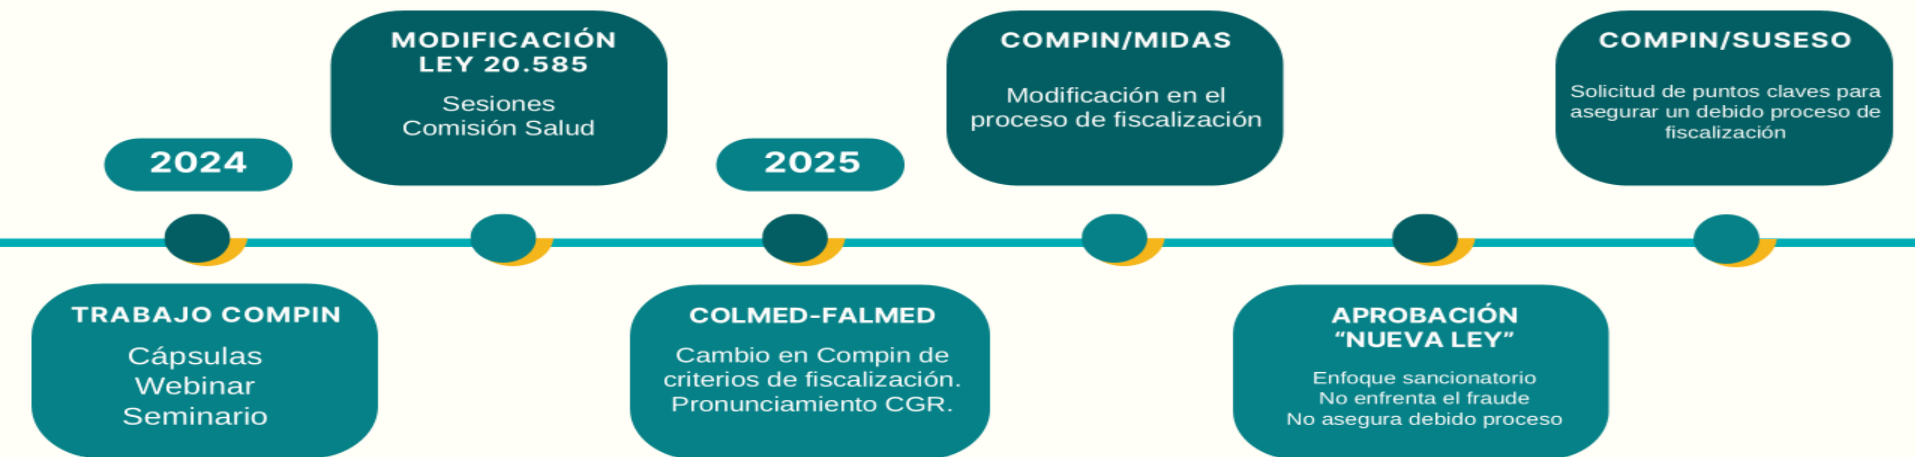 2024
TRABAJO COMPIN
Cápsulas
Webinar
Seminario
MODIFICACIÓN
LEY 20.585
Sesiones
Comisión Salud
2025
COLMED-FALMED
Cambio en Compin de
criterios de fiscalización.
Pronunciamiento CGR.
COMPIN/MIDAS
Modificación en el
proceso de fiscalización
APROBACIÓN
“NUEVA LEY”
Enfoque sancionatorio
No enfrenta el fraude
No asegura debido proceso
COMPIN/SUSESO
Solicitud de puntos claves para
asegurar un debido proceso de
fiscalización